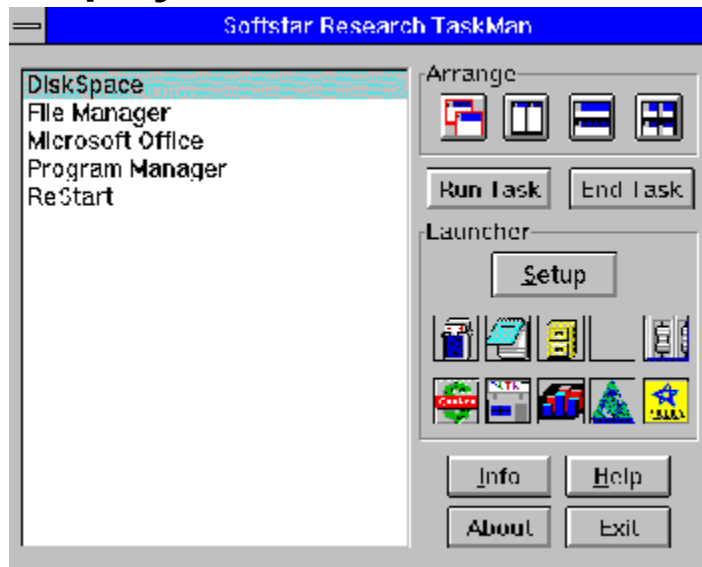 Softstar Research TaskMan
DiskSpace
File Manager
Microsoft Office
Program Manager
ReStart
Arrange
Run Task
End Task
Launcher
Setup
Info
Help
About
Exit